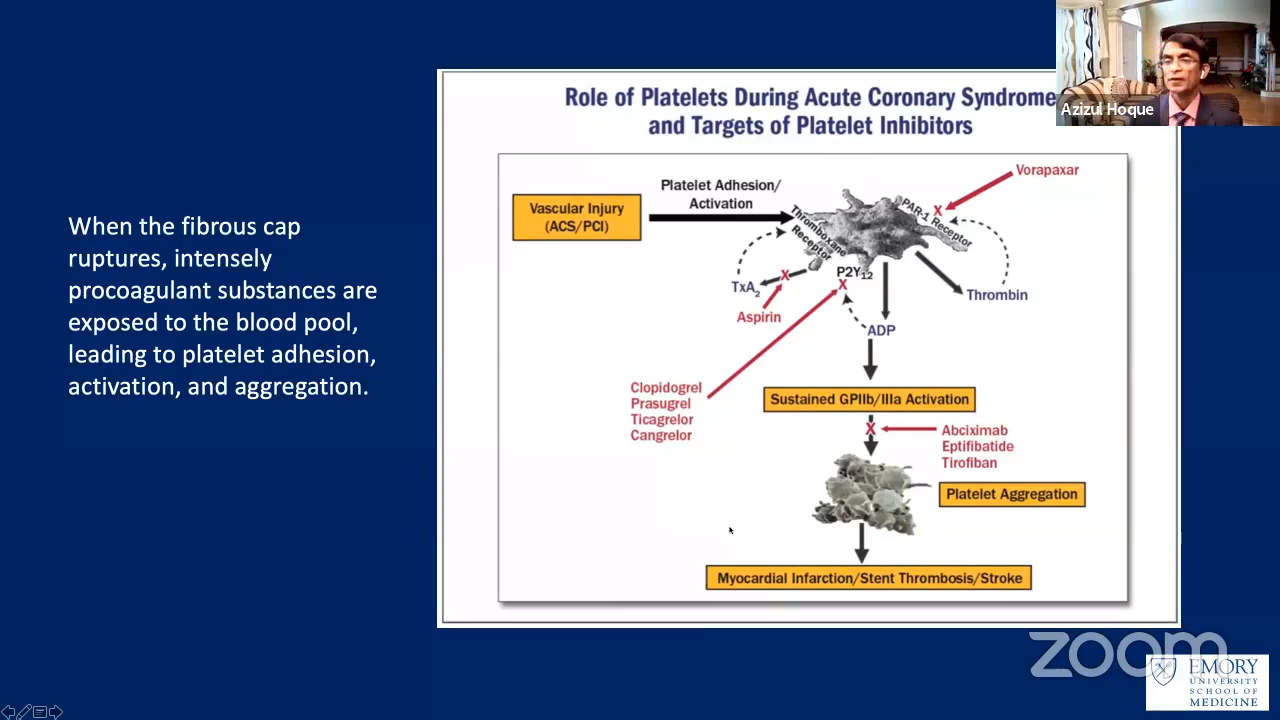 Role of Platelets During Acute Coronary Syndrome
and Targets of Platelet Inhibitors
Azizul Hoque
When the fibrous cap
ruptures, intensely
procoagulant substances are
exposed to the blood pool,
leading to platelet adhesion,
activation, and aggregation.
Vascular Injury
(ACS/PCI)
Platelet Adhesion/
Activation
Thromboxane
Receptor
PAR-1 Receptor
Vorapaxar
X
P2Y12
X
X
TxA2
Aspirin
Thrombin
ADP
Clopidogrel
Prasugrel
Ticagrelor
Cangrelor
Sustained GPIIb/IIIa Activation
X
Abciximab
Eptifibatide
Tirofiban
Platelet Aggregation
Myocardial Infarction/Stent Thrombosis/Stroke
zoom
EMORY
UNIVERSITY
SCHOOL OF
MEDICINE